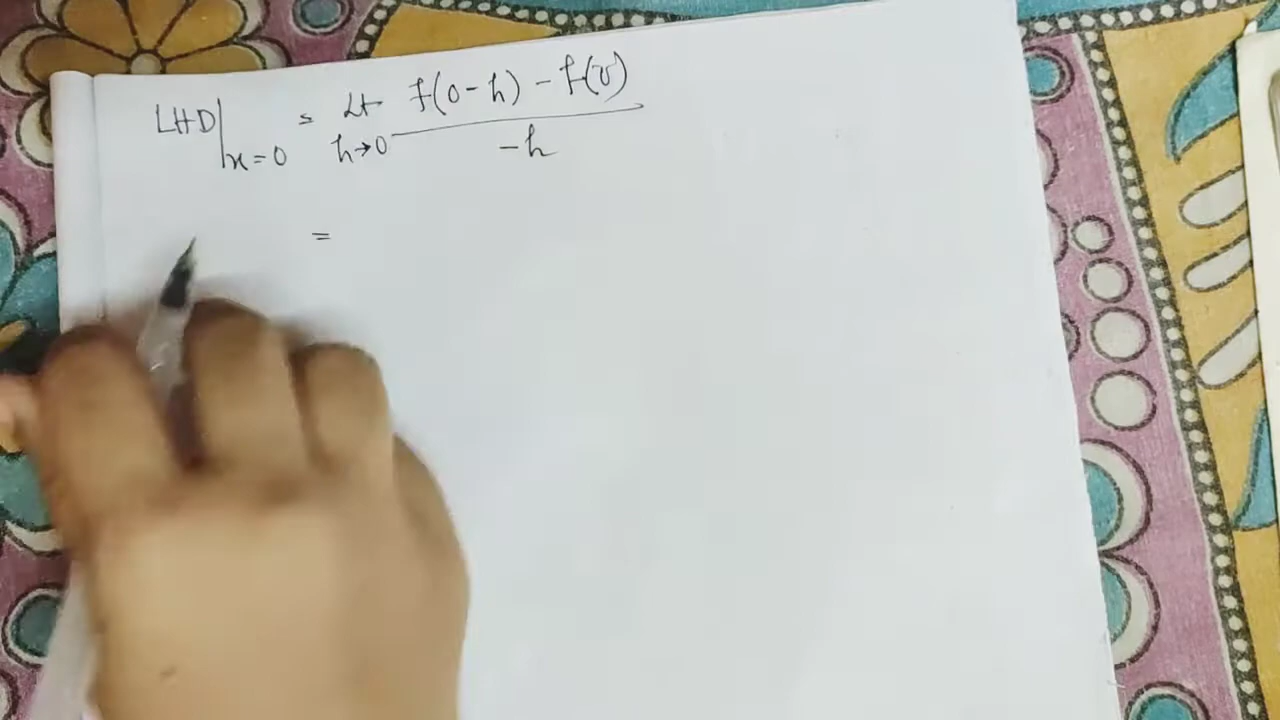 LHD|x=0 = Lt h→0 f(0-h) - f(0) / -h
=